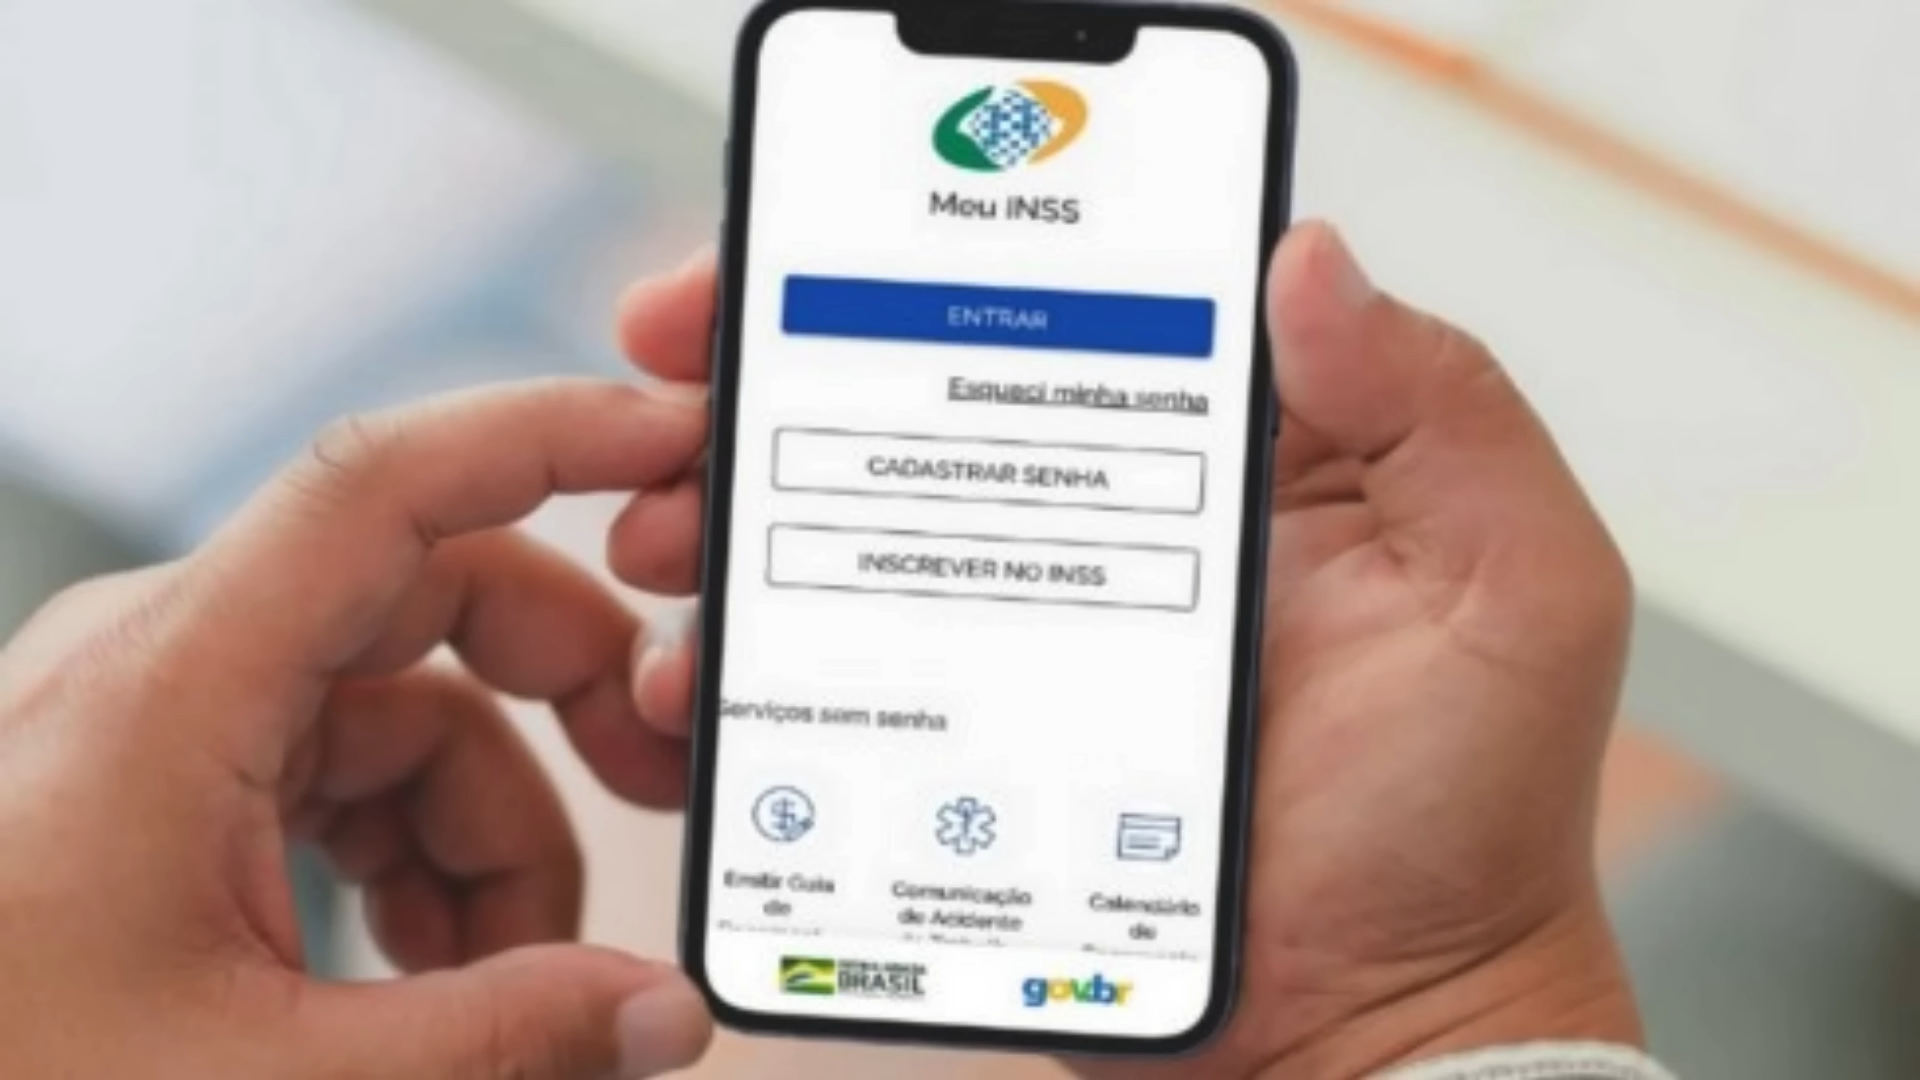 Meu INSS
ENTRAR
Esqueci minha senha
CADASTRAR SENHA
INSCREVER NO INSS
Serviços sem senha
Emitir Guia
de
Comunicação
de Acidente
Calendário
de
BRASIL
gov.br